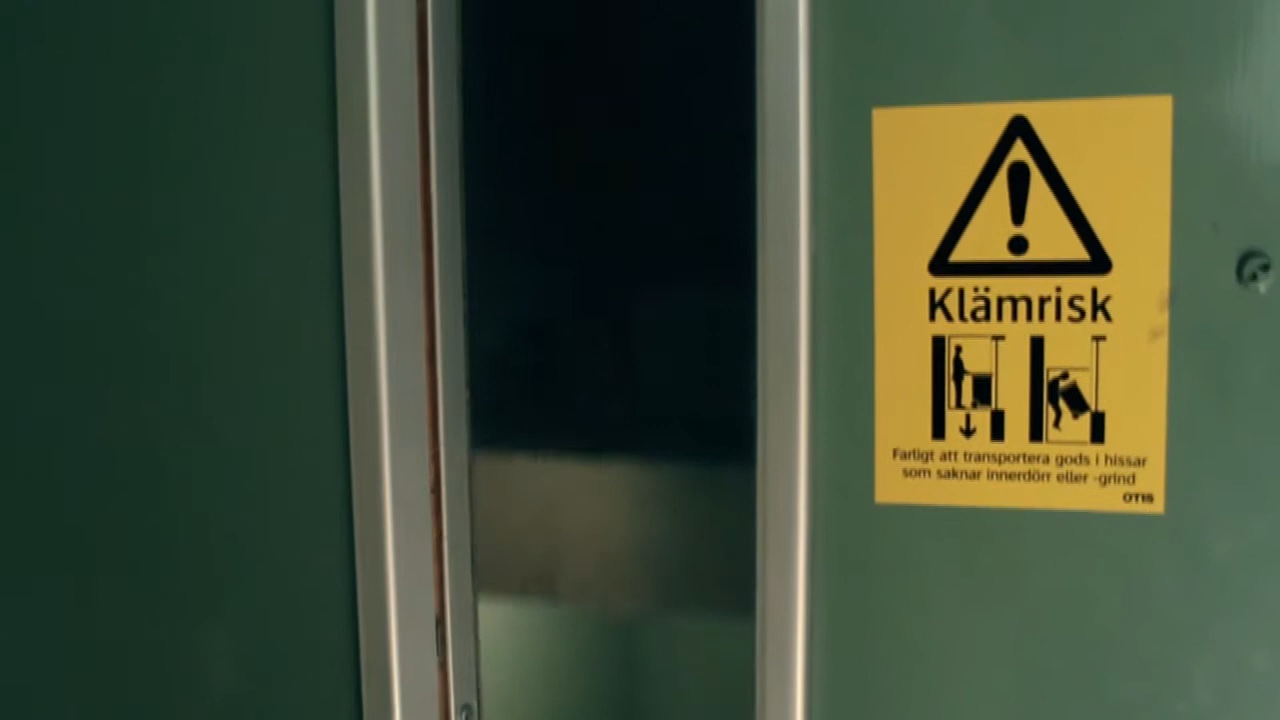 Klämrisk
Farligt att transportera gods i hissar
som saknar innerdörr eller -grind
OTIS